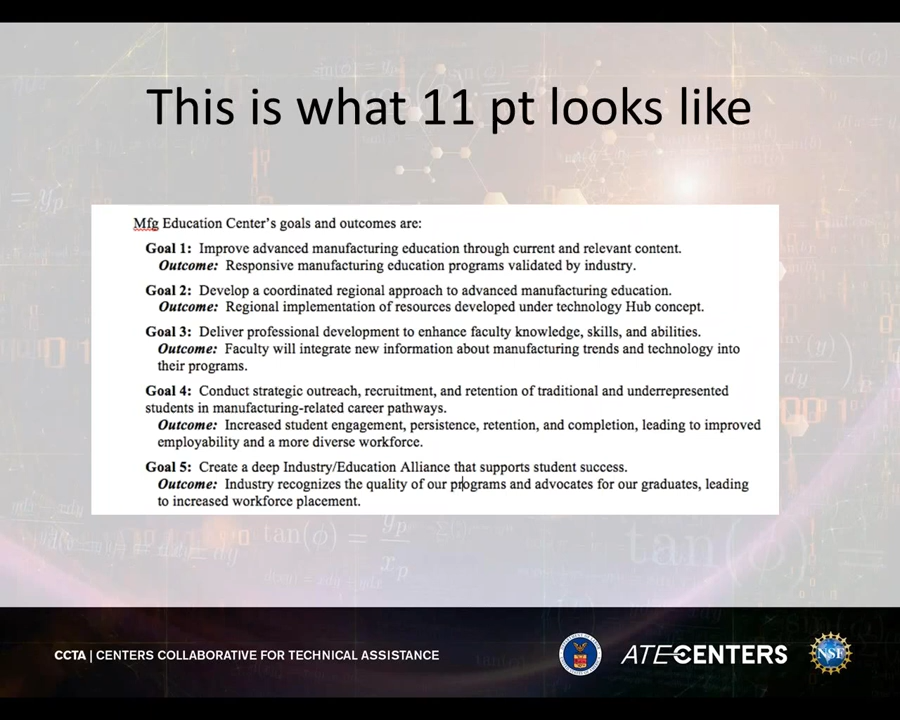 This is what 11 pt looks like
Mfg Education Center's goals and outcomes are:
Goal 1: Improve advanced manufacturing education through current and relevant content.
Outcome: Responsive manufacturing education programs validated by industry.
Goal 2: Develop a coordinated regional approach to advanced manufacturing education.
Outcome: Regional implementation of resources developed under technology Hub concept.
Goal 3: Deliver professional development to enhance faculty knowledge, skills, and abilities.
Outcome: Faculty will integrate new information about manufacturing trends and technology into
their programs.
Goal 4: Conduct strategic outreach, recruitment, and retention of traditional and underrepresented
students in manufacturing-related career pathways.
Outcome: Increased student engagement, persistence, retention, and completion, leading to improved
employability and a more diverse workforce.
Goal 5: Create a deep Industry/Education Alliance that supports student success.
Outcome: Industry recognizes the quality of our programs and advocates for our graduates, leading
to increased workforce placement.
CCTA | CENTERS COLLABORATIVE FOR TECHNICAL ASSISTANCE
ATE CENTERS
NSF